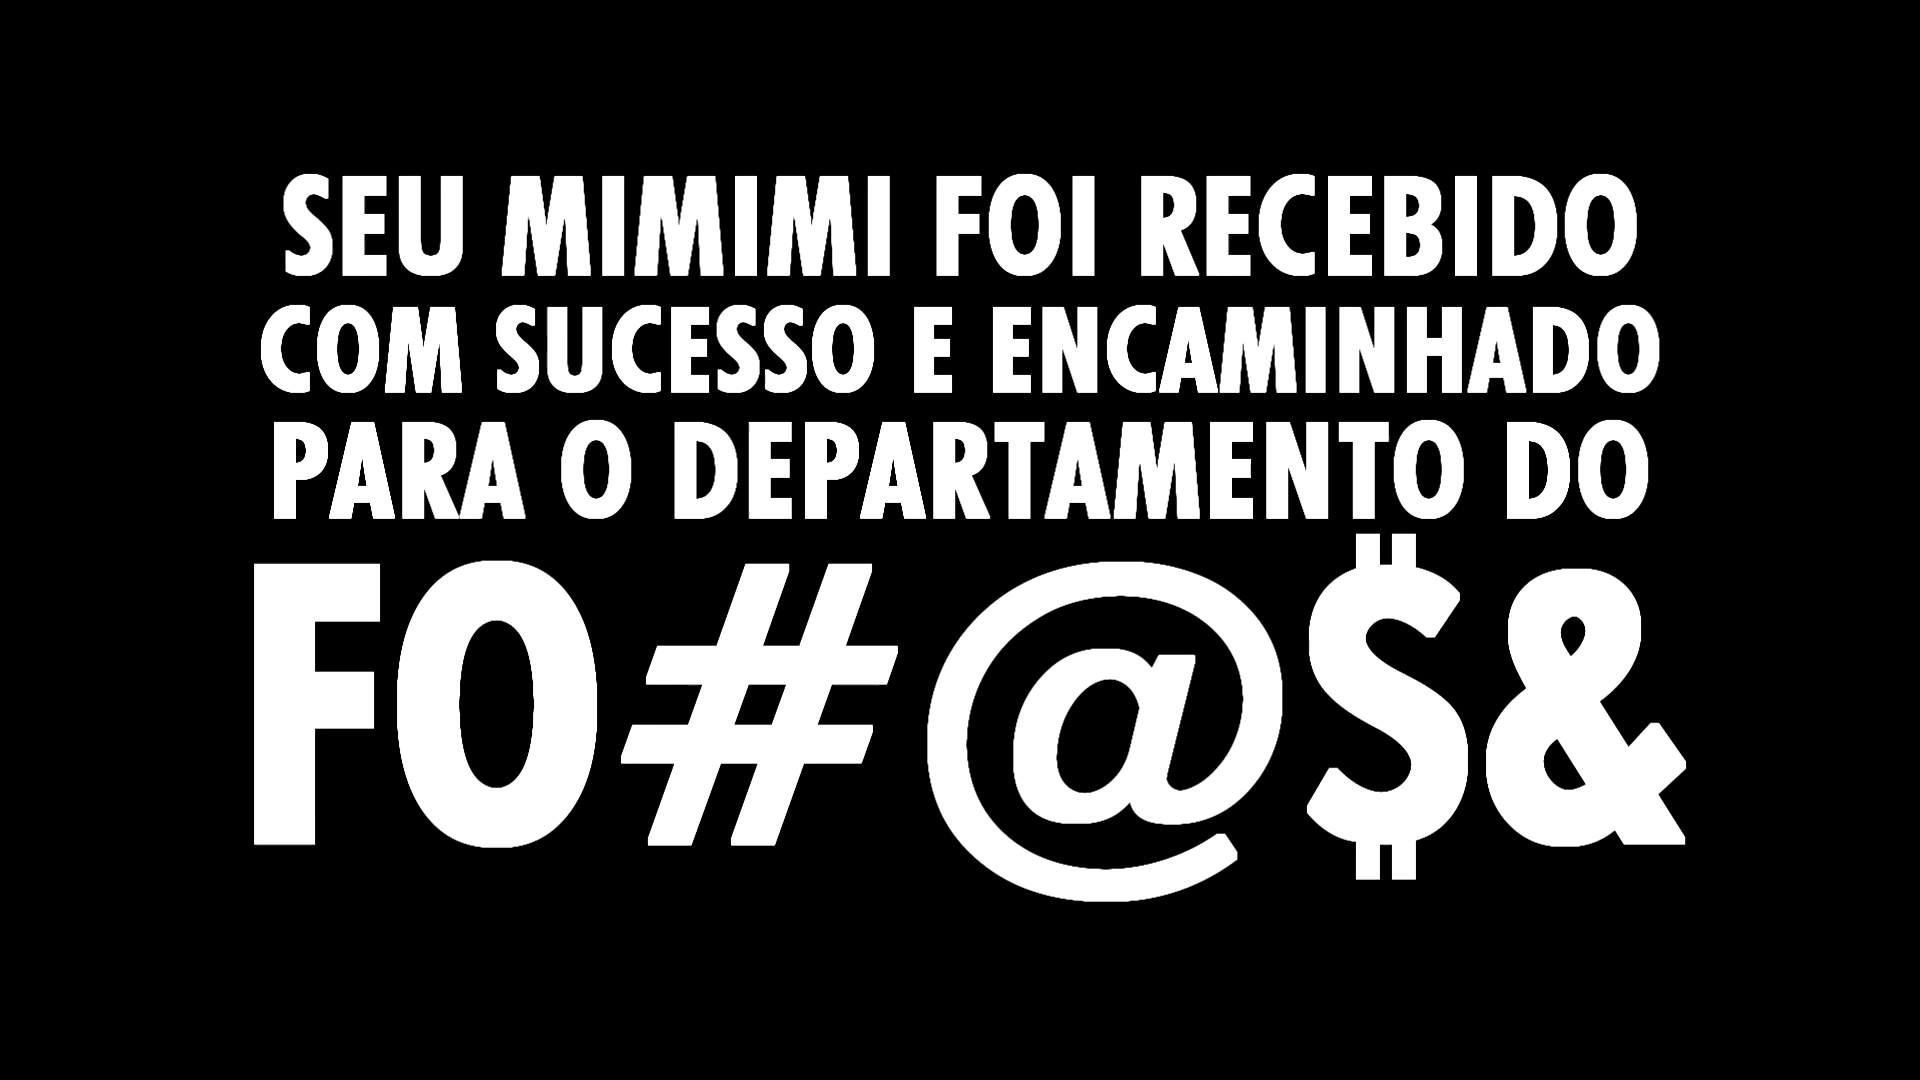 SEU MIMIMI FOI RECEBIDO
COM SUCESSO E ENCAMINHADO
PARA O DEPARTAMENTO DO
FO#@$&